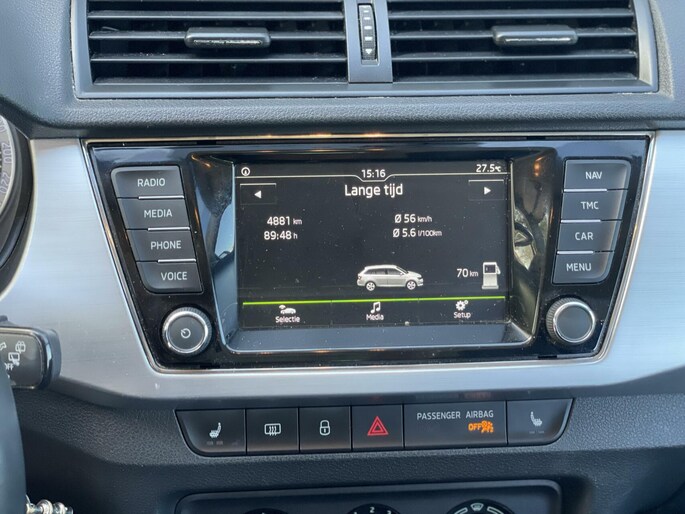 RADIO
MEDIA
PHONE
VOICE
15:16
27.5°C
Lange tijd
4881 km
Ø 56 km/h
89:48 h
Ø 5.6 l/100km
70 km
Selectie
Media
Setup
NAV
TMC
CAR
MENU
PASSENGER AIRBAG
OFF
OFF